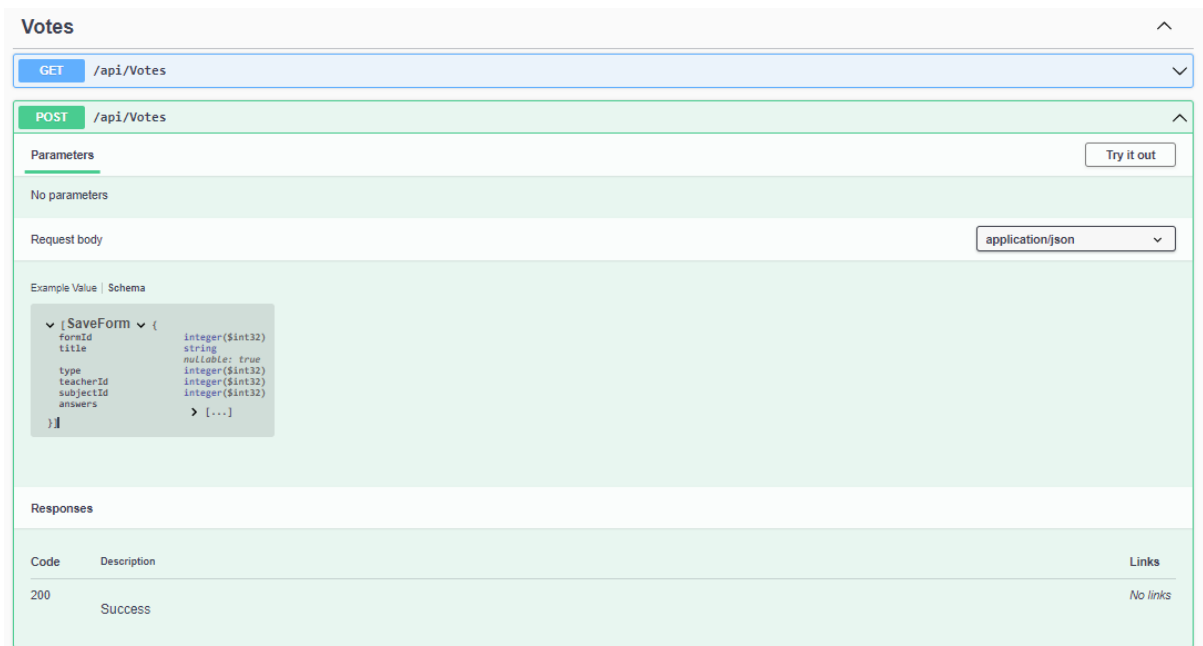 Votes
GET /api/Votes
POST /api/Votes
Parameters Try it out
No parameters
Request body application/json
Example Value | Schema
[SaveForm {
formId integer($int32)
title string
nullable: true
type integer($int32)
teacherId integer($int32)
subjectId integer($int32)
answers [...]
}]
Responses
Code Description Links
200 Success No links